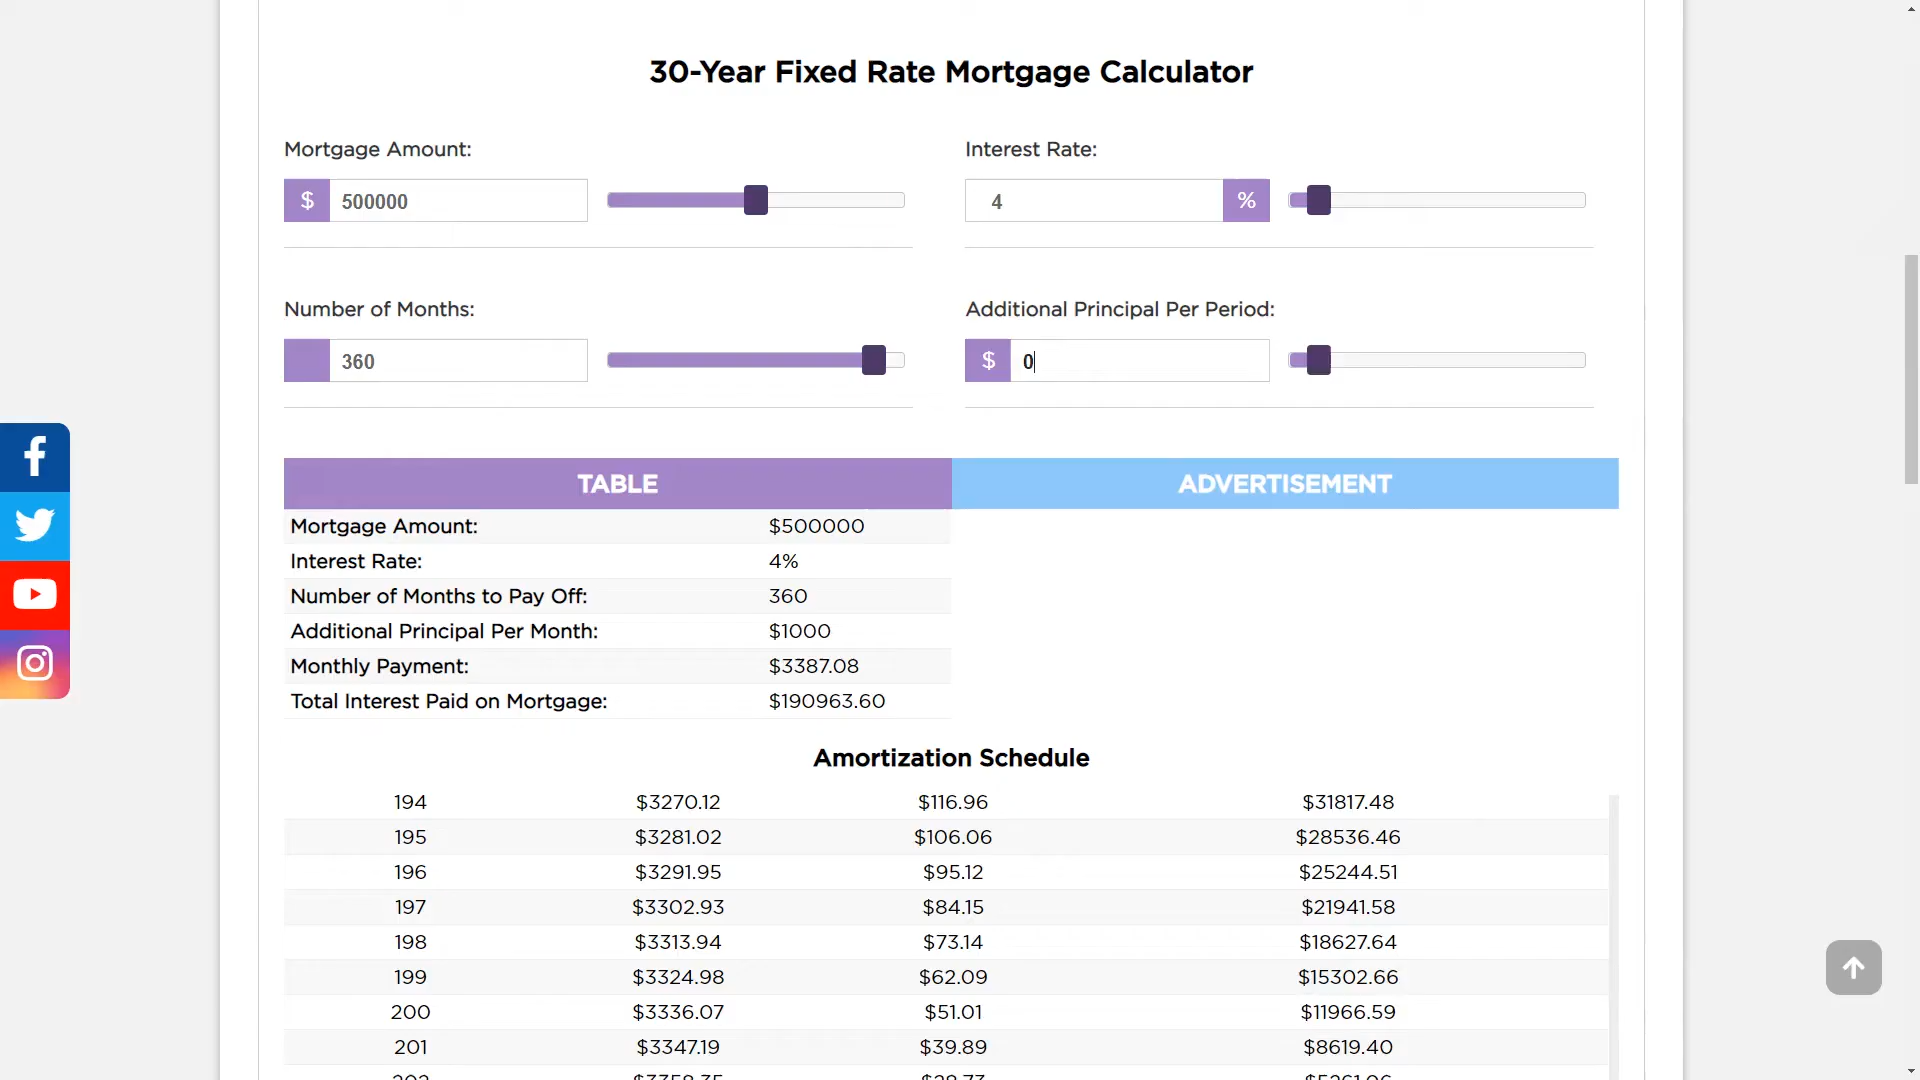 30-Year Fixed Rate Mortgage Calculator
Mortgage Amount: Interest Rate:
$ 500000 4 %
Number of Months: Additional Principal Per Period:
360 $ 0
TABLE ADVERTISEMENT
Mortgage Amount: $500000
Interest Rate: 4%
Number of Months to Pay Off: 360
Additional Principal Per Month: $1000
Monthly Payment: $3387.08
Total Interest Paid on Mortgage: $190963.60
Amortization Schedule
194 $3270.12 $116.96 $31817.48
195 $3281.02 $106.06 $28536.46
196 $3291.95 $95.12 $25244.51
197 $3302.93 $84.15 $21941.58
198 $3313.94 $73.14 $18627.64
199 $3324.98 $62.09 $15302.66
200 $3336.07 $51.01 $11966.59
201 $3347.19 $39.89 $8619.40